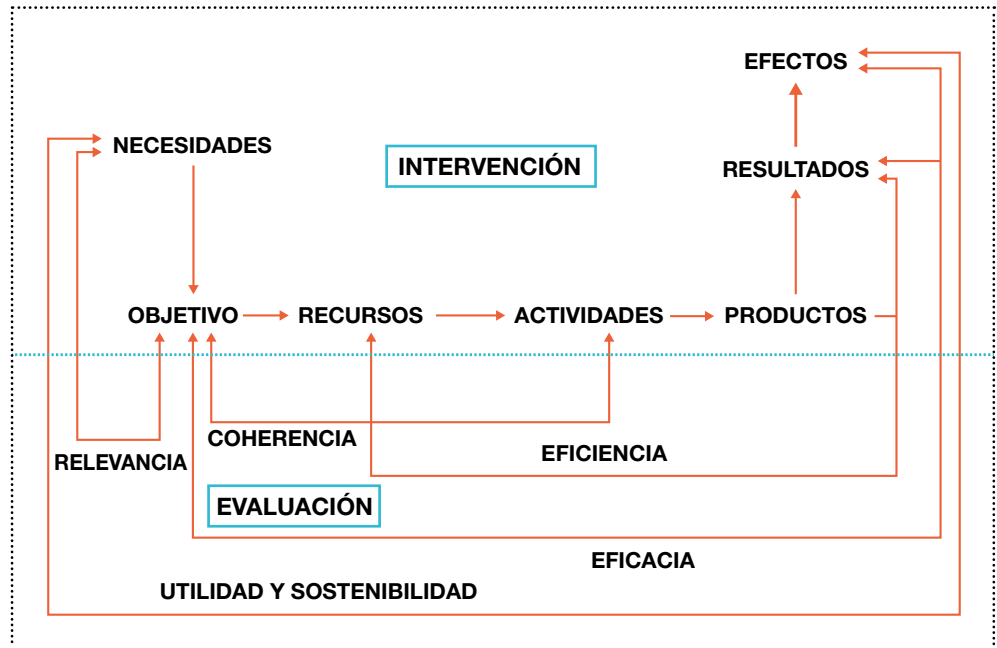 EFECTOS
NECESIDADES
INTERVENCIÓN
RESULTADOS
OBJETIVO
RECURSOS
ACTIVIDADES
PRODUCTOS
COHERENCIA
RELEVANCIA
EFICIENCIA
EVALUACIÓN
EFICACIA
UTILIDAD Y SOSTENIBILIDAD